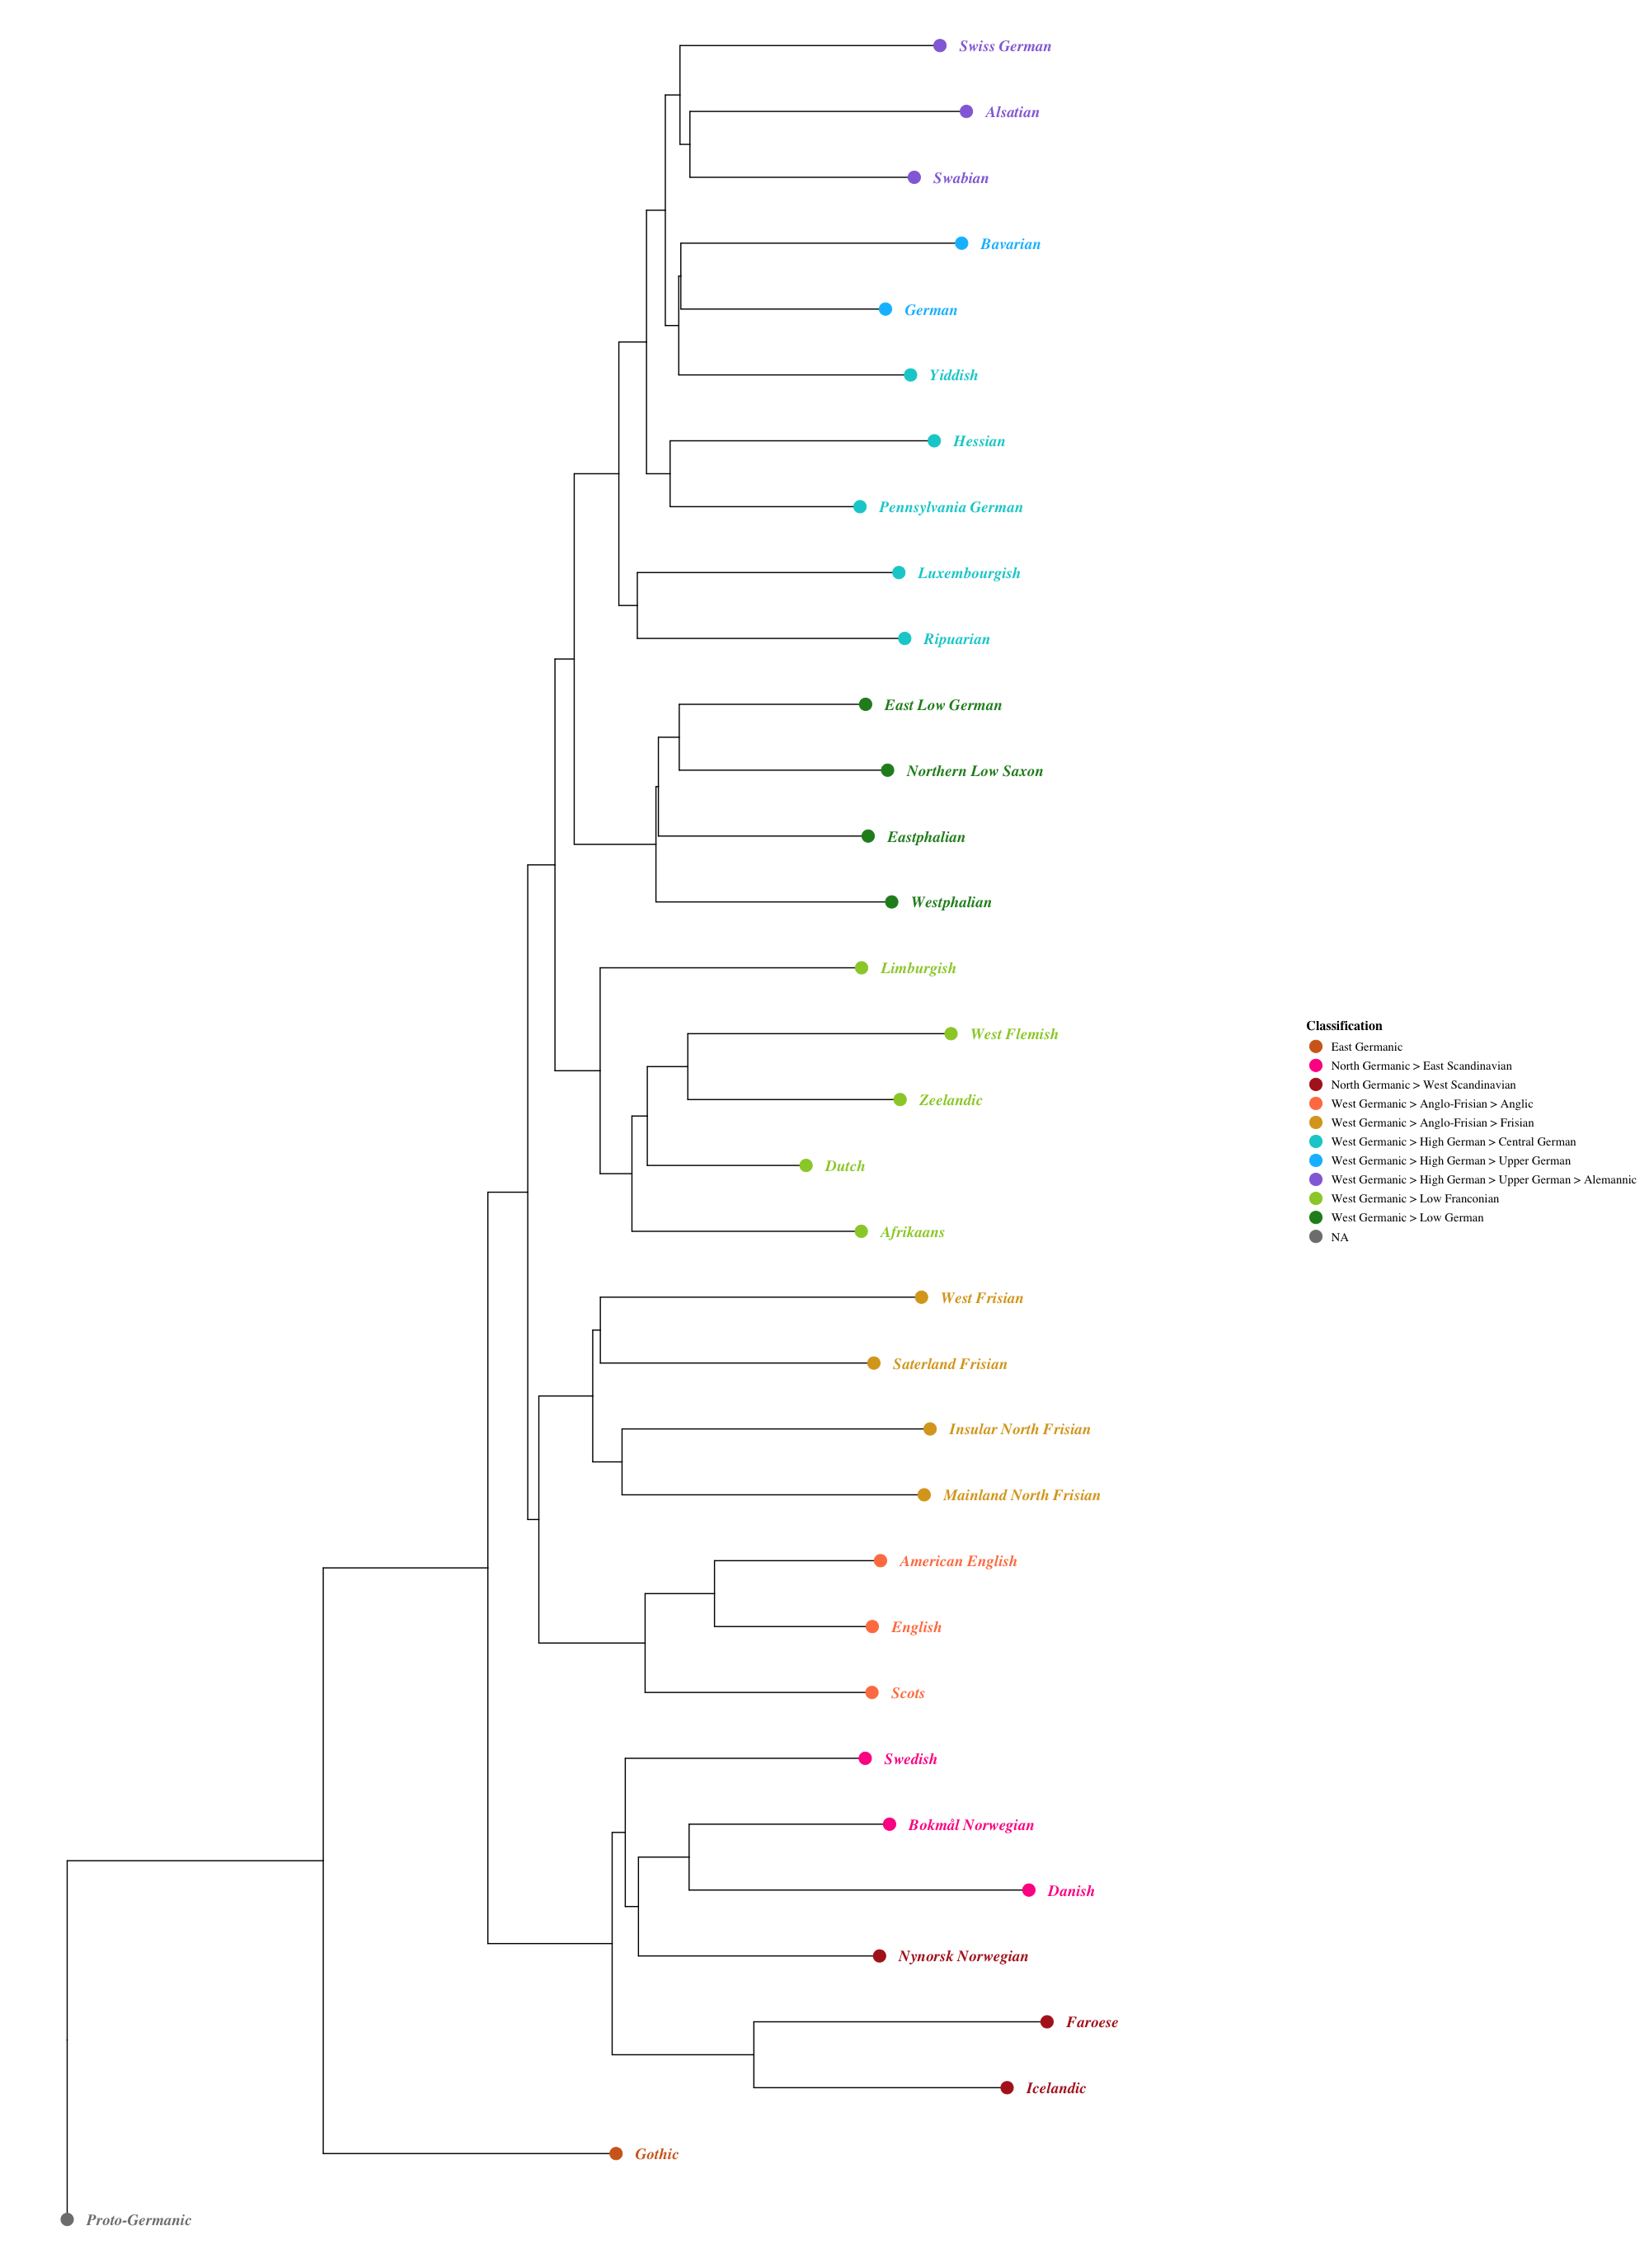 Swiss German
Alsatian
Swabian
Bavarian
German
Yiddish
Hessian
Pennsylvania German
Luxembourgish
Ripuarian
East Low German
Northern Low Saxon
Eastphalian
Westphalian
Limburgish
West Flemish
Zeelandic
Dutch
Afrikaans
West Frisian
Saterland Frisian
Insular North Frisian
Mainland North Frisian
American English
English
Scots
Swedish
Bokmål Norwegian
Danish
Nynorsk Norwegian
Faroese
Icelandic
Gothic
Proto-Germanic
Classification
East Germanic
North Germanic > East Scandinavian
North Germanic > West Scandinavian
West Germanic > Anglo-Frisian > Anglic
West Germanic > Anglo-Frisian > Frisian
West Germanic > High German > Central German
West Germanic > High German > Upper German
West Germanic > High German > Upper German > Alemannic
West Germanic > Low Franconian
West Germanic > Low German
NA